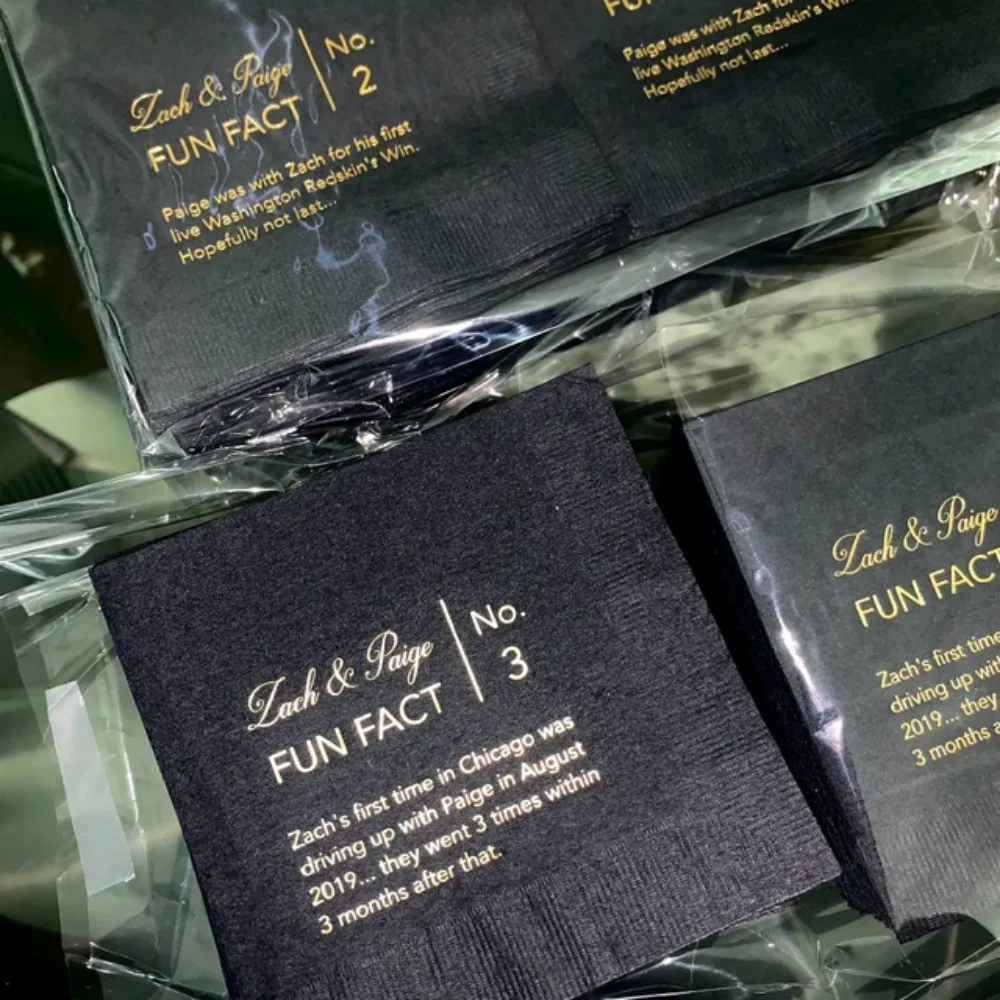 Zach & Paige
FUN FACT
No.
2
Paige was with Zach for his first
live Washington Redskin's Win.
Hopefully not last...
FUN
Paige was with Zach for
live Washington Redskin's Win
Hopefully not last...
Zach & Paige
FUN FACT
No.
3
Zach's first time in Chicago was
driving up with Paige in August
2019... they went 3 times within
3 months after that.
Zach & Paige
FUN FACT
Zach's first time
driving up with
2019... they
3 months